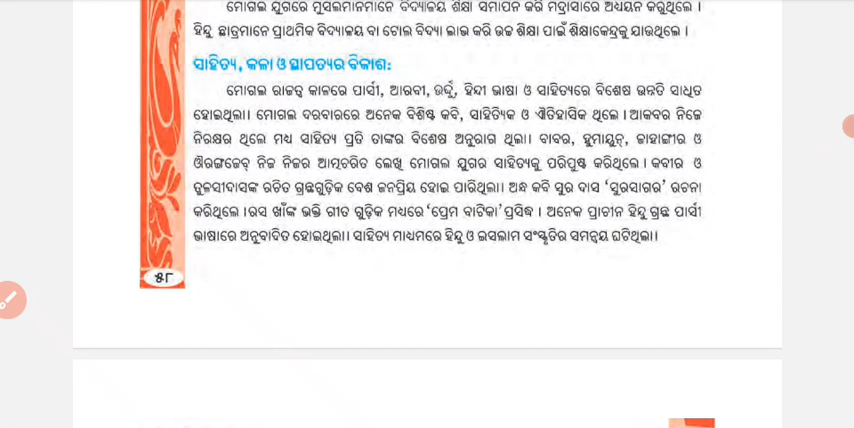 ମୋଗଲ ଯୁଗରେ ମୁସଲମାନମାନେ ବିଦ୍ୟାଳୟ ଶିକ୍ଷା ସମାପନ କରି ମଦ୍ରାସାରେ ଅଧ୍ୟୟନ କରୁଥିଲେ ।
ହିନ୍ଦୁ ଛାତ୍ରମାନେ ପ୍ରାଥମିକ ବିଦ୍ୟାଳୟ ବା ଟୋଲ ବିଦ୍ୟା ଲାଭ କରି ଉଚ୍ଚ ଶିକ୍ଷା ପାଇଁ ଶିକ୍ଷାକେନ୍ଦ୍ରକୁ ଯାଉଥିଲେ ।
ସାହିତ୍ୟ, କଳା ଓ ସ୍ଥାପତ୍ୟର ବିକାଶ:
ମୋଗଲ ରାଜତ୍ୱ କାଳରେ ପାର୍ସୀ, ଆରବୀ, ଉର୍ଦ୍ଦୁ, ହିନ୍ଦୀ ଭାଷା ଓ ସାହିତ୍ୟରେ ବିଶେଷ ଉନ୍ନତି ସାଧିତ
ହୋଇଥିଲା। ମୋଗଲ ଦରବାରରେ ଅନେକ ବିଶିଷ୍ଟ କବି, ସାହିତ୍ୟିକ ଓ ଐତିହାସିକ ଥିଲେ । ଆକବର ନିଜେ
ନିରକ୍ଷର ଥିଲେ ମଧ୍ୟ ସାହିତ୍ୟ ପ୍ରତି ତାଙ୍କର ବିଶେଷ ଅନୁରାଗ ଥିଲା। ବାବର, ହୁମାୟୁନ୍, ଜାହାଙ୍ଗୀର ଓ
ଔରଙ୍ଗଜେବ୍ ନିଜ ନିଜର ଆତ୍ମଚରିତ ଲେଖି ମୋଗଲ ଯୁଗର ସାହିତ୍ୟକୁ ପରିପୁଷ୍ଟ କରିଥିଲେ । କବୀର ଓ
ତୁଳସୀଦାସଙ୍କ ରଚିତ ଗ୍ରନ୍ଥଗୁଡ଼ିକ ବେଶ ଜନପ୍ରିୟ ହୋଇ ପାରିଥିଲା। ଅନ୍ଧ କବି ସୁର ଦାସ ‘ସୁରସାଗର’ ରଚନା
କରିଥିଲେ ।ରସ ଖାଁଙ୍କ ଭକ୍ତି ଗୀତ ଗୁଡ଼ିକ ମଧ୍ୟରେ ‘ପ୍ରେମ ବାଟିକା’ ପ୍ରସିଦ୍ଧ । ଅନେକ ପ୍ରାଚୀନ ହିନ୍ଦୁ ଗ୍ରନ୍ଥ ପାର୍ସୀ
ଭାଷାରେ ଅନୁବାଦିତ ହୋଇଥିଲା। ସାହିତ୍ୟ ମାଧ୍ୟମରେ ହିନ୍ଦୁ ଓ ଇସଲାମ ସଂସ୍କୃତିର ସମନ୍ୱୟ ଘଟିଥିଲା।
୫୮